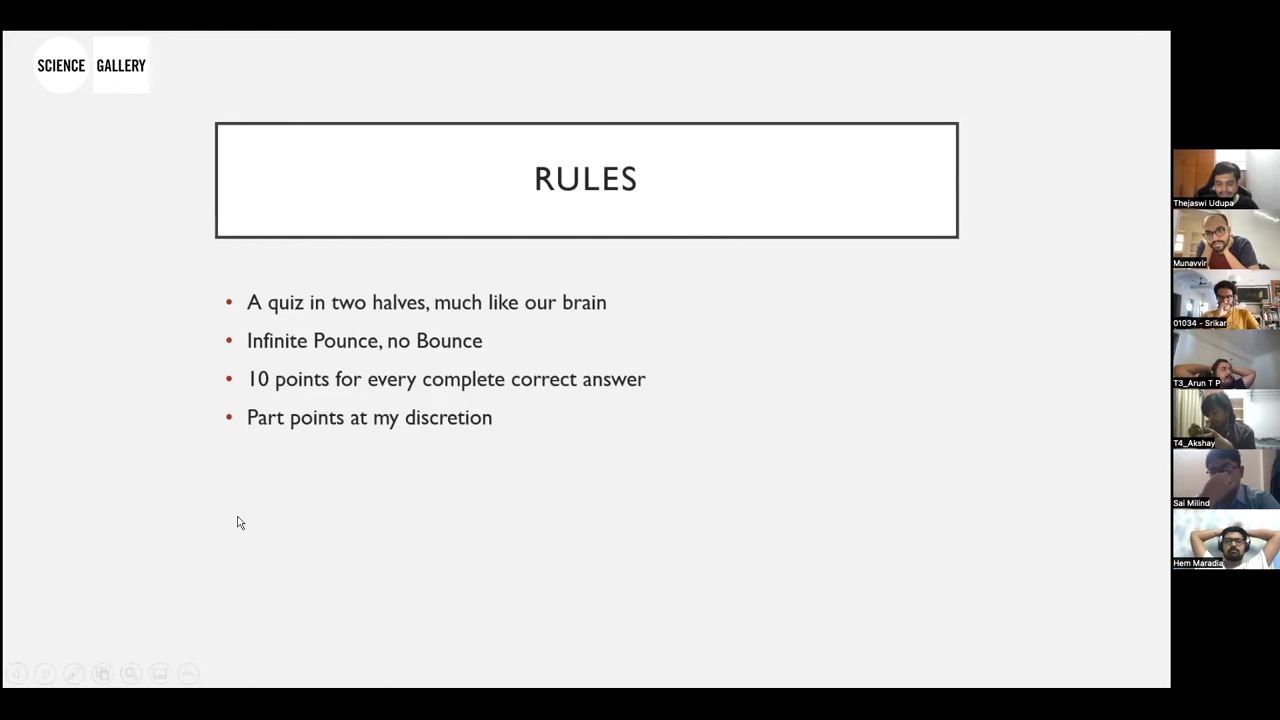 SCIENCE GALLERY
RULES
• A quiz in two halves, much like our brain
• Infinite Pounce, no Bounce
• 10 points for every complete correct answer
• Part points at my discretion
Thejaswi Udupa
Munavvir
01034 - Srikar
T3_Arun T P
T4_Akshay
Sai Milind
Hem Maradia